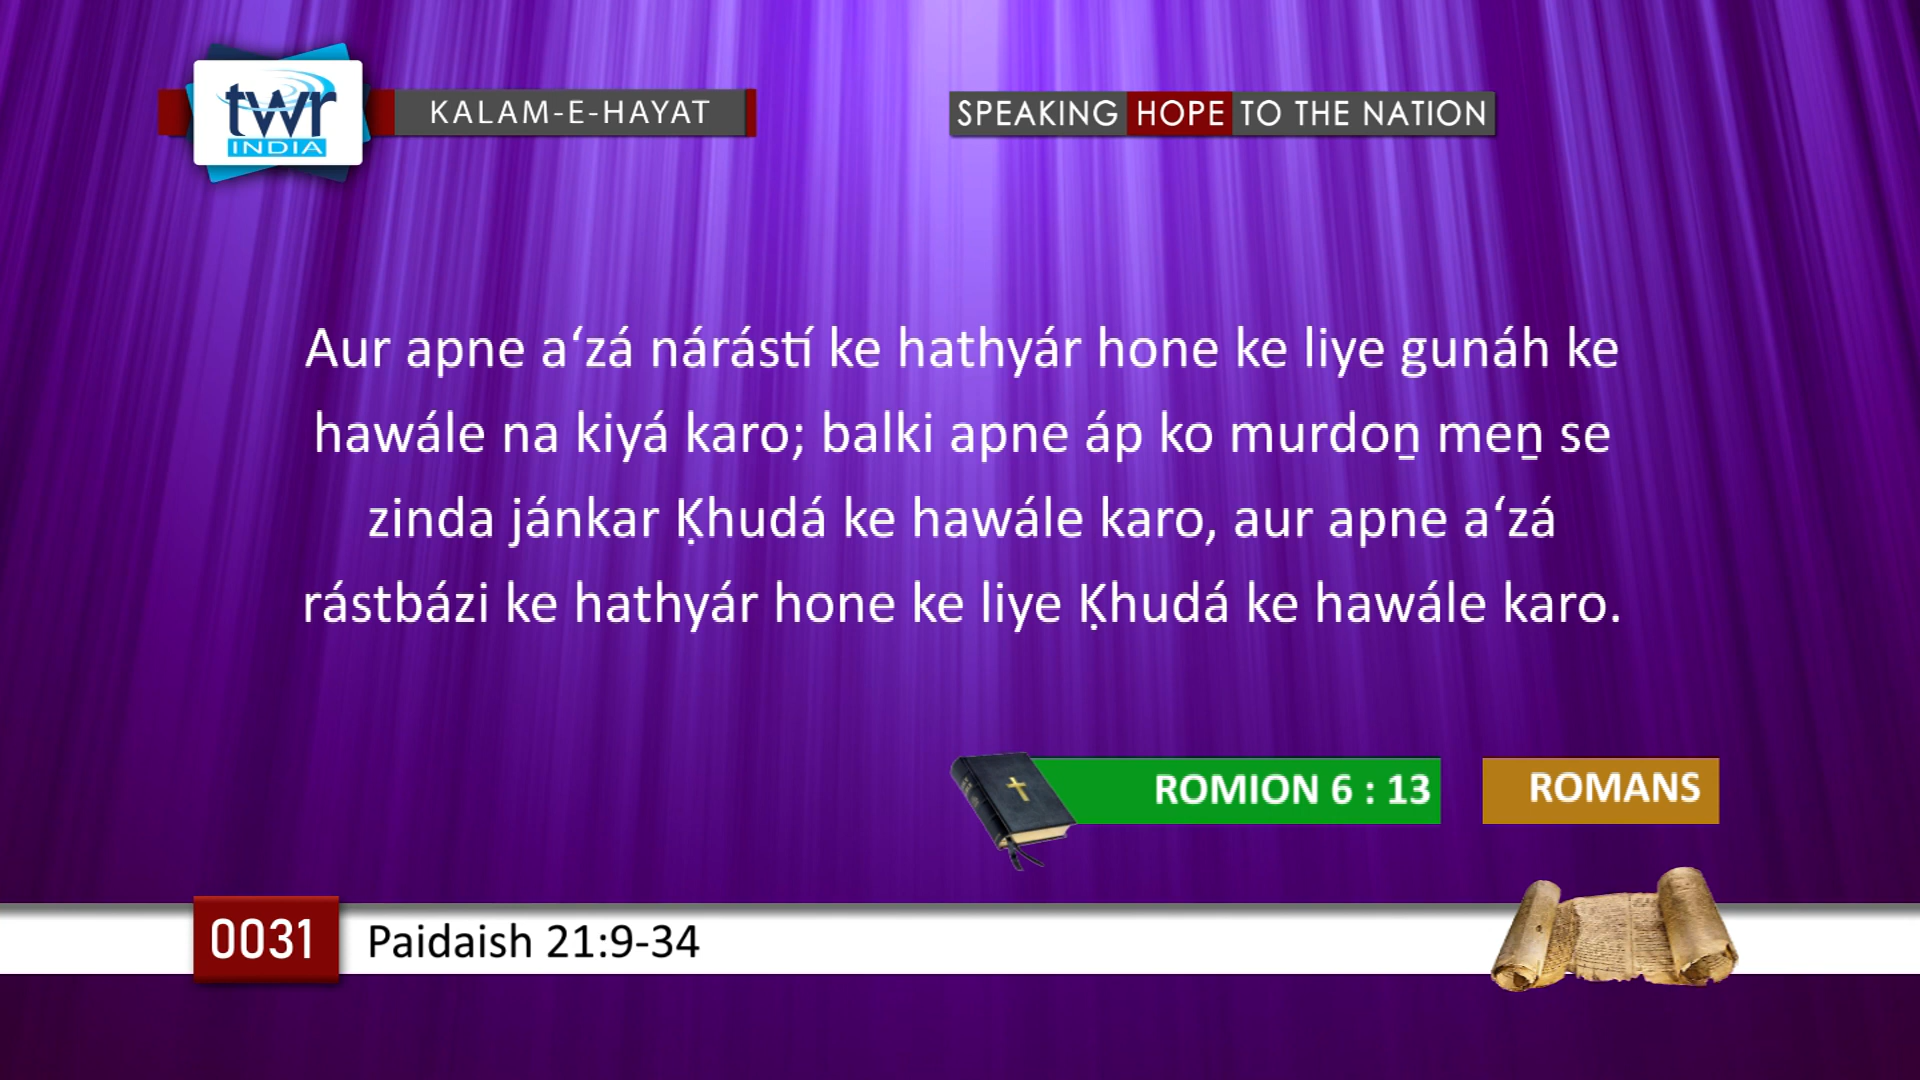 twr
INDIA
KALAM-E-HAYAT
SPEAKING HOPE TO THE NATION
Aur apne a‘zá nárástí ke hathyár hone ke liye gunáh ke
hawále na kiyá karo; balki apne áp ko murdoṉ meṉ se
zinda jánkar Ḳhudá ke hawále karo, aur apne a‘zá
rástbázi ke hathyár hone ke liye Ḳhudá ke hawále karo.
ROMION 6 : 13
ROMANS
0031
Paidaish 21:9-34